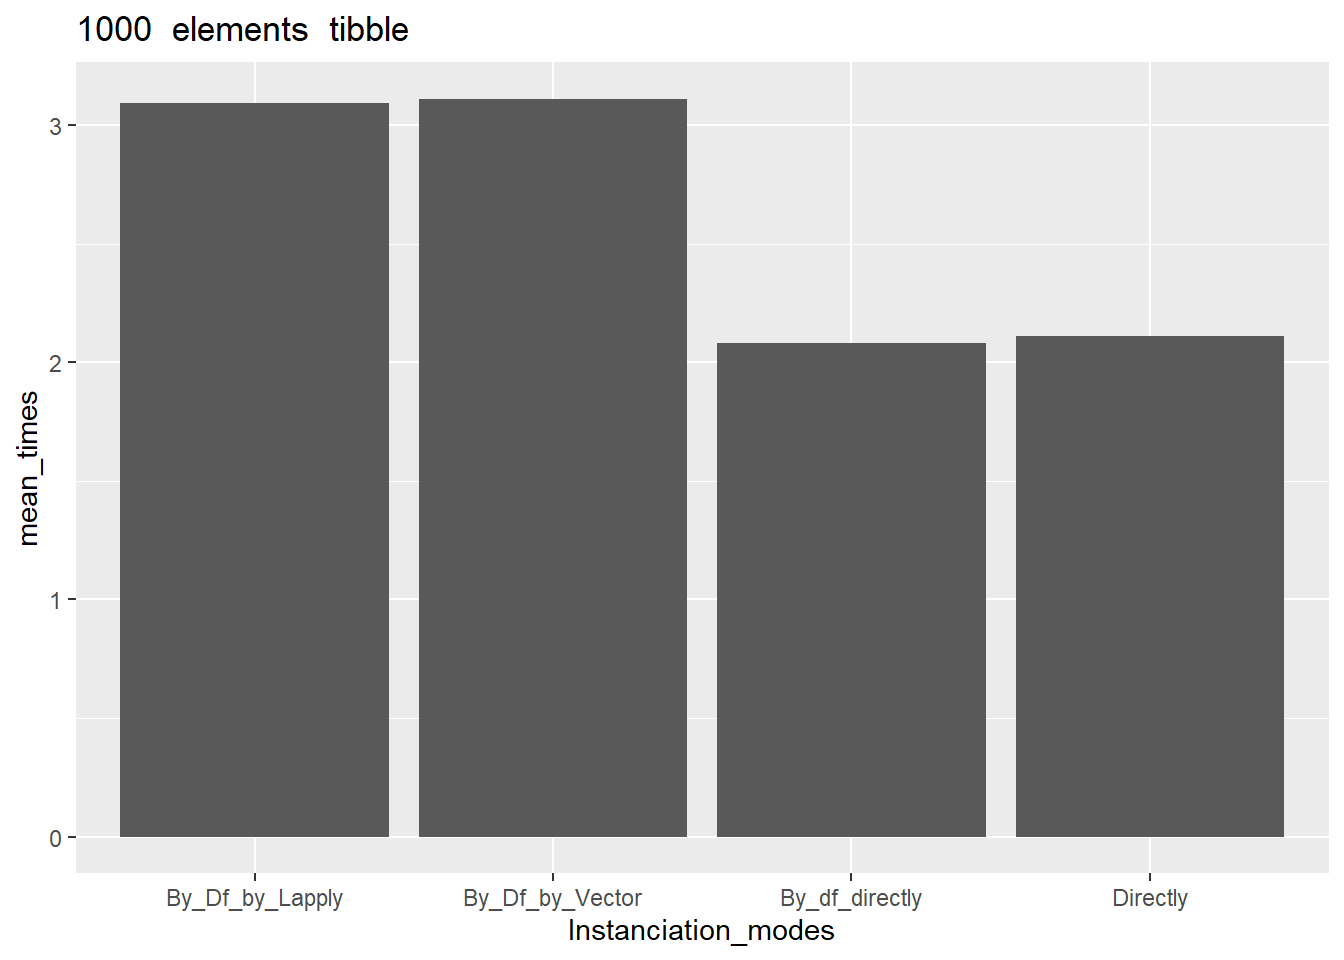 1000 elements tibble
mean_times
3
2
1
0
By_Df_by_Lapply By_Df_by_Vector By_df_directly Directly
Instanciation_modes